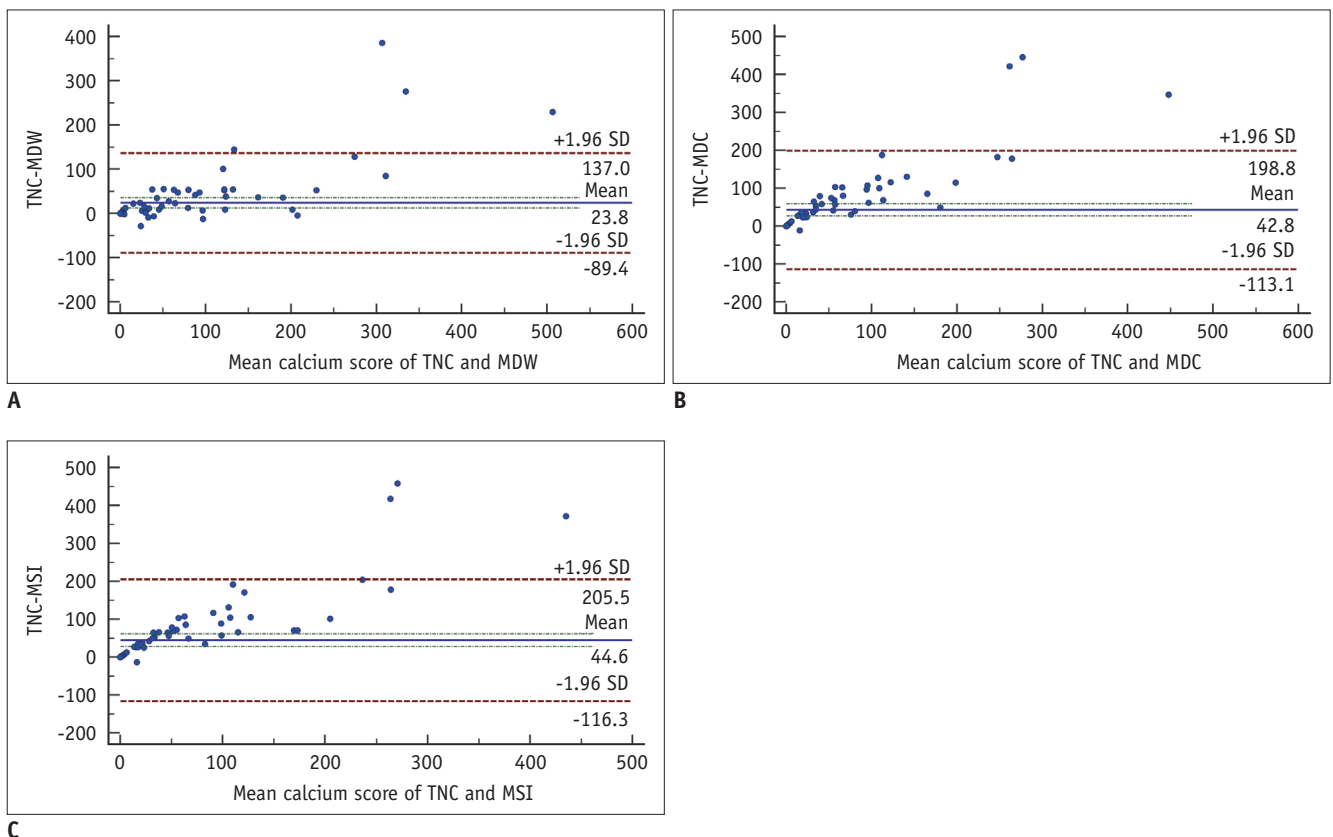 400
300
200
100
0
-100
-200
TNC-MDW
+1.96 SD
137.0
Mean
23.8
-1.96 SD
-89.4
0 100 200 300 400 500 600
Mean calcium score of TNC and MDW
A
500
400
300
200
100
0
-100
-200
TNC-MDC
+1.96 SD
198.8
Mean
42.8
-1.96 SD
-113.1
0 100 200 300 400 500 600
Mean calcium score of TNC and MDC
B
500
400
300
200
100
0
-100
-200
TNC-MSI
+1.96 SD
205.5
Mean
44.6
-1.96 SD
-116.3
0 100 200 300 400 500
Mean calcium score of TNC and MSI
C